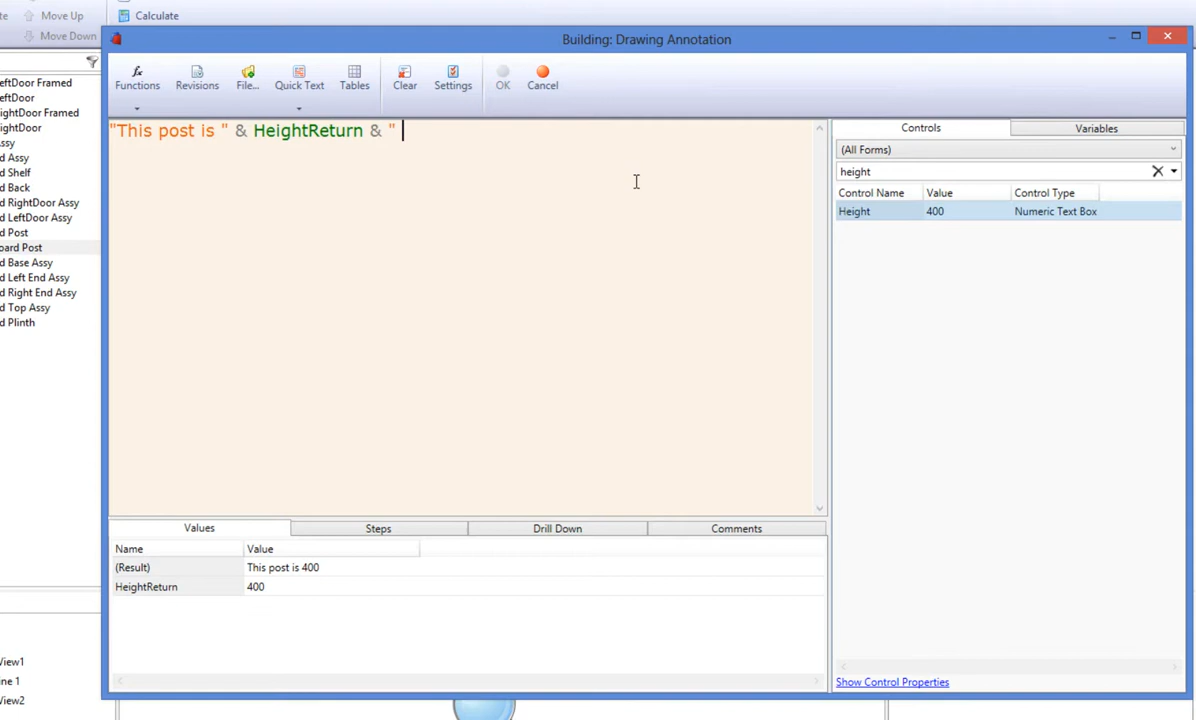 te Move Up Calculate
Move Down
Building: Drawing Annotation
Functions Revisions File... Quick Text Tables Clear Settings OK Cancel
"This post is " & HeightReturn & "
Controls Variables
(All Forms)
height
Control Name Value Control Type
Height 400 Numeric Text Box
eftDoor Framed
eftDoor
ightDoor Framed
ightDoor
Assy
d Assy
d Shelf
d Back
d RightDoor Assy
d LeftDoor Assy
d Post
oard Post
d Base Assy
d Left End Assy
d Right End Assy
d Top Assy
d Plinth
Values Steps Drill Down Comments
Name Value
(Result) This post is 400
HeightReturn 400
View1
ine 1
View2
Show Control Properties